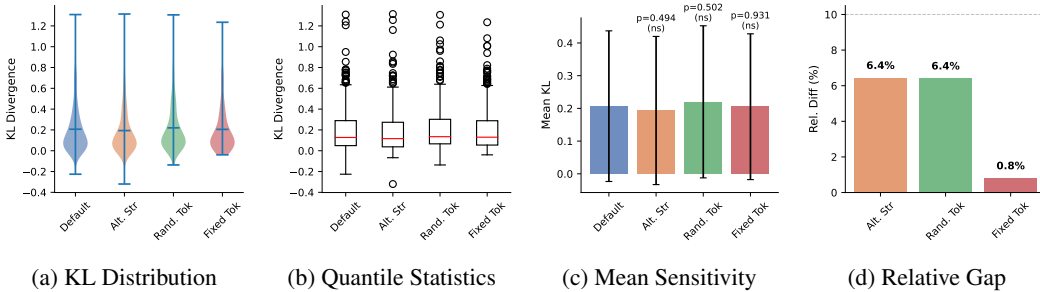 KL Divergence
1.2
1.0
0.8
0.6
0.4
0.2
0.0
−0.2
−0.4
Default
Alt. Str
Rand. Tok
Fixed Tok
(a) KL Distribution
KL Divergence
1.2
1.0
0.8
0.6
0.4
0.2
0.0
−0.2
−0.4
Default
Alt. Str
Rand. Tok
Fixed Tok
(b) Quantile Statistics
Mean KL
0.4
0.2
0.0
p=0.494
(ns)
p=0.502
(ns)
p=0.931
(ns)
Default
Alt. Str
Rand. Tok
Fixed Tok
(c) Mean Sensitivity
Rel. Diff (%)
10
8
6
4
2
0
6.4%
6.4%
0.8%
Alt. Str
Rand. Tok
Fixed Tok
(d) Relative Gap